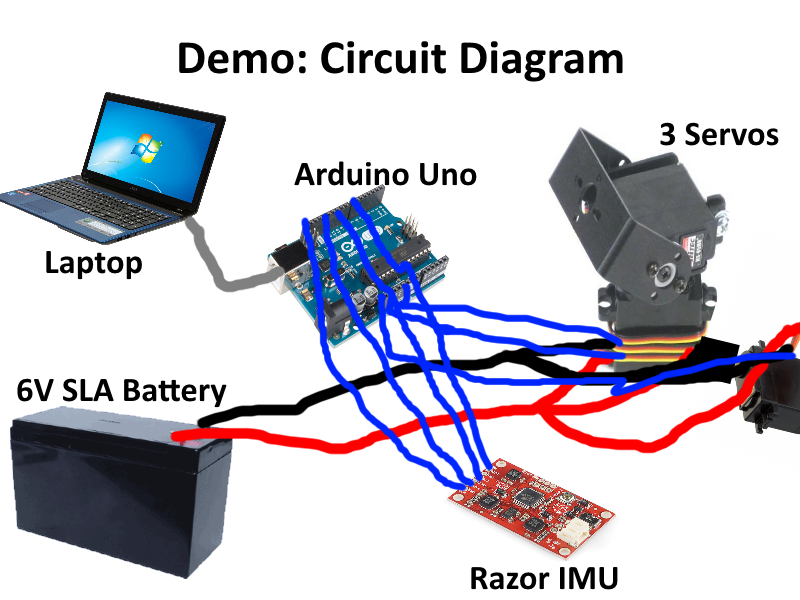 Demo: Circuit Diagram
3 Servos
Arduino Uno
Laptop
6V SLA Battery
Razor IMU